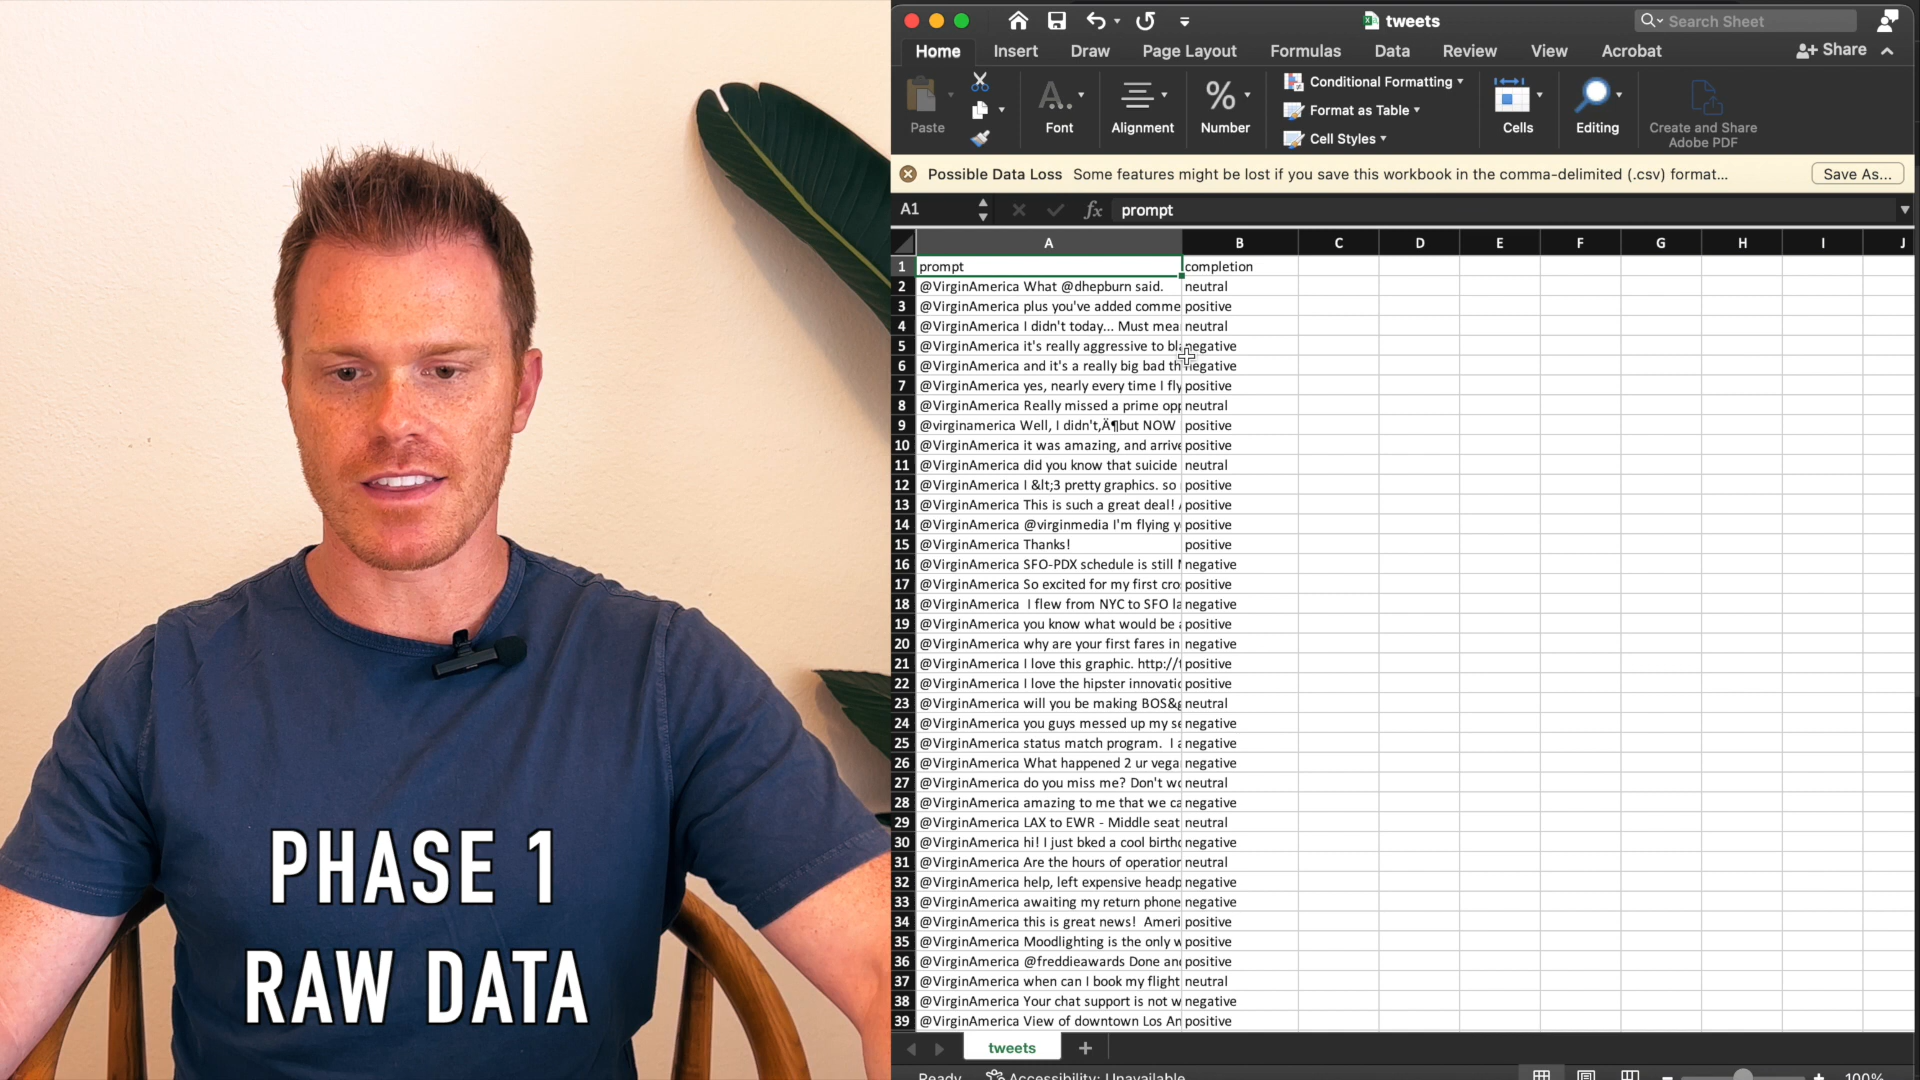 PHASE 1
RAW DATA
tweets
Search Sheet
Home Insert Draw Page Layout Formulas Data Review View Acrobat Share
Paste
Font
Alignment
%
Number
Conditional Formatting
Format as Table
Cell Styles
Cells
Editing
Create and Share
Adobe PDF
Possible Data Loss Some features might be lost if you save this workbook in the comma-delimited (.csv) format... Save As...
A1 fx prompt
A B C D E F G H I J
1 prompt completion
2 @VirginAmerica What @dhepburn said. neutral
3 @VirginAmerica plus you've added comme positive
4 @VirginAmerica I didn't today... Must mea neutral
5 @VirginAmerica it's really aggressive to bla negative
6 @VirginAmerica and it's a really big bad th negative
7 @VirginAmerica yes, nearly every time I fly positive
8 @VirginAmerica Really missed a prime opp neutral
9 @virginamerica Well, I didn't‚Ä¶but NOW positive
10 @VirginAmerica it was amazing, and arrive positive
11 @VirginAmerica did you know that suicide neutral
12 @VirginAmerica I &lt;3 pretty graphics. so positive
13 @VirginAmerica This is such a great deal! A positive
14 @VirginAmerica @virginmedia I'm flying y positive
15 @VirginAmerica Thanks! positive
16 @VirginAmerica SFO-PDX schedule is still M negative
17 @VirginAmerica So excited for my first cro positive
18 @VirginAmerica  I flew from NYC to SFO la negative
19 @VirginAmerica you know what would be a positive
20 @VirginAmerica why are your first fares in negative
21 @VirginAmerica I love this graphic. http://t positive
22 @VirginAmerica I love the hipster innovatio positive
23 @VirginAmerica will you be making BOS&g neutral
24 @VirginAmerica you guys messed up my se negative
25 @VirginAmerica status match program.  I a negative
26 @VirginAmerica What happened 2 ur vega negative
27 @VirginAmerica do you miss me? Don't wo neutral
28 @VirginAmerica amazing to me that we ca negative
29 @VirginAmerica LAX to EWR - Middle seat neutral
30 @VirginAmerica hi! I just bked a cool birthd negative
31 @VirginAmerica Are the hours of operation neutral
32 @VirginAmerica help, left expensive headp negative
33 @VirginAmerica awaiting my return phone negative
34 @VirginAmerica this is great news!  Ameri positive
35 @VirginAmerica Moodlighting is the only w positive
36 @VirginAmerica @freddieawards Done and positive
37 @VirginAmerica when can I book my flight neutral
38 @VirginAmerica Your chat support is not w negative
39 @VirginAmerica View of downtown Los An positive
tweets
Ready Accessibility: Unavailable 100%